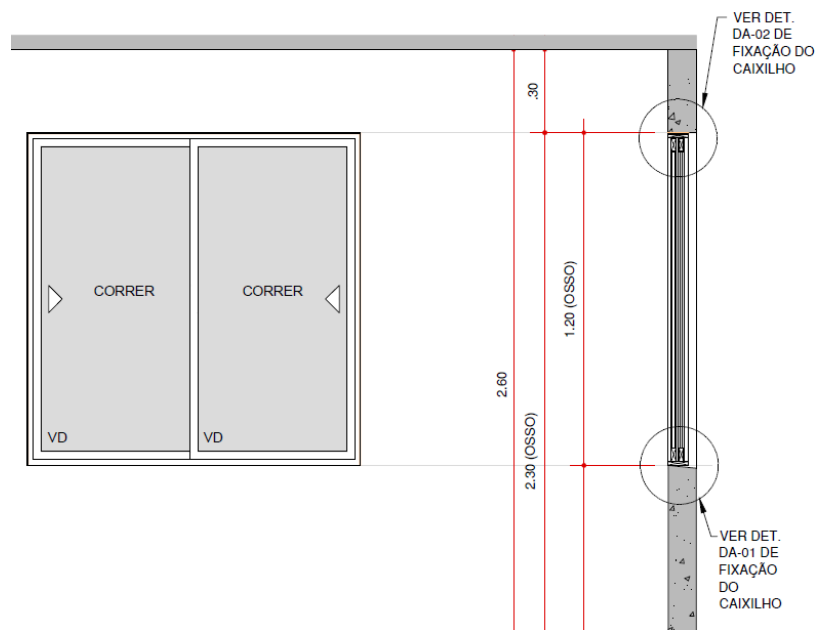 VER DET.
DA-02 DE
FIXAÇÃO DO
CAIXILHO
.30
CORRER
CORRER
1.20 (OSSO)
2.60
2.30 (OSSO)
VD
VD
VER DET.
DA-01 DE
FIXAÇÃO
DO
CAIXILHO